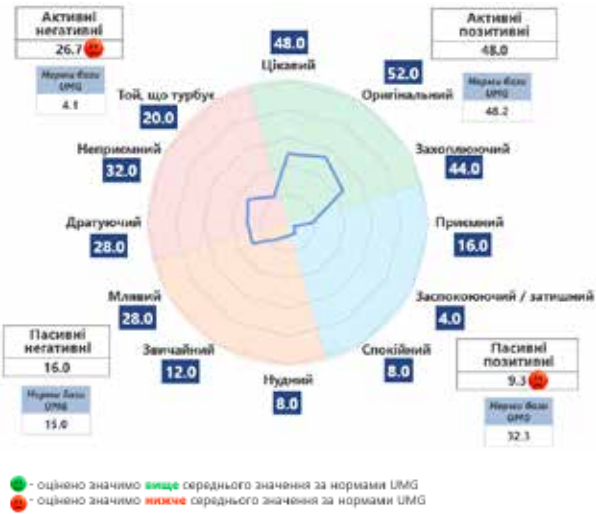 Активні
негативні
26.7
Норми бази
UMG
4.1
48.0
Цікавий
Активні
позитивні
48.0
Норми бази
UMG
48.2
52.0
Оригінальний
Той, що турбує
20.0
Неприємний
32.0
Захоплюючий
44.0
Дратуючий
28.0
Приємний
16.0
Млявий
28.0
Заспокоюючий / затишний
4.0
Звичайний
12.0
Нудний
8.0
Спокійний
8.0
Пасивні
негативні
16.0
Норми бази
UMG
15.0
Пасивні
позитивні
9.3
Норми бази
UMG
32.3
- оцінено значимо вище середнього значення за нормами UMG
- оцінено значимо нижче середнього значення за нормами UMG